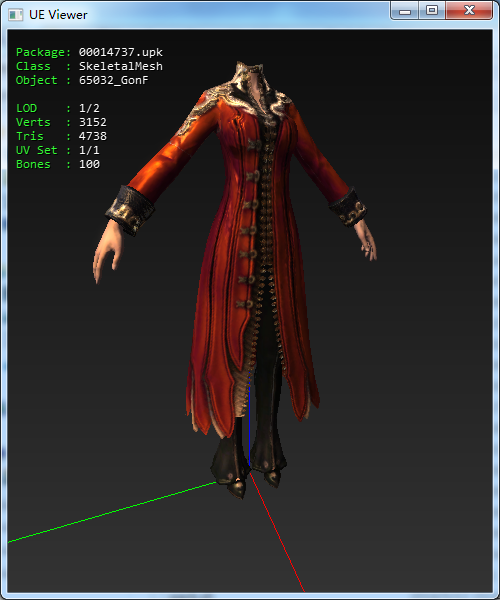 UE Viewer
Package: 00014737.upk
Class : SkeletalMesh
Object : 65032_GonF
LOD : 1/2
Verts : 3152
Tris : 4738
UV Set : 1/1
Bones : 100